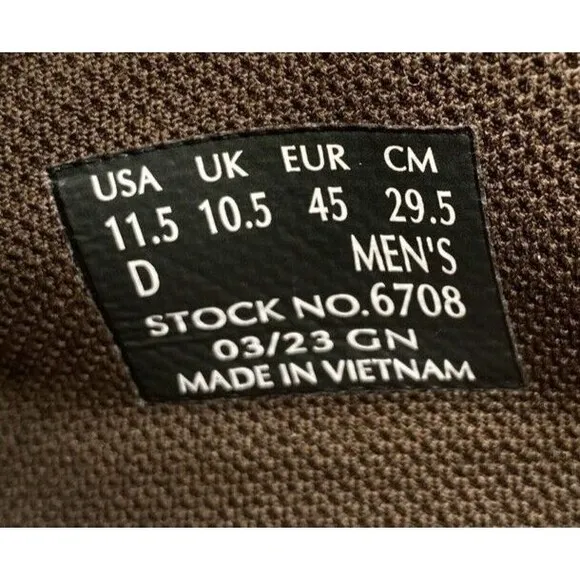 USA UK EUR CM
11.5 10.5 45 29.5
D MEN'S
STOCK NO.6708
03/23 GN
MADE IN VIETNAM